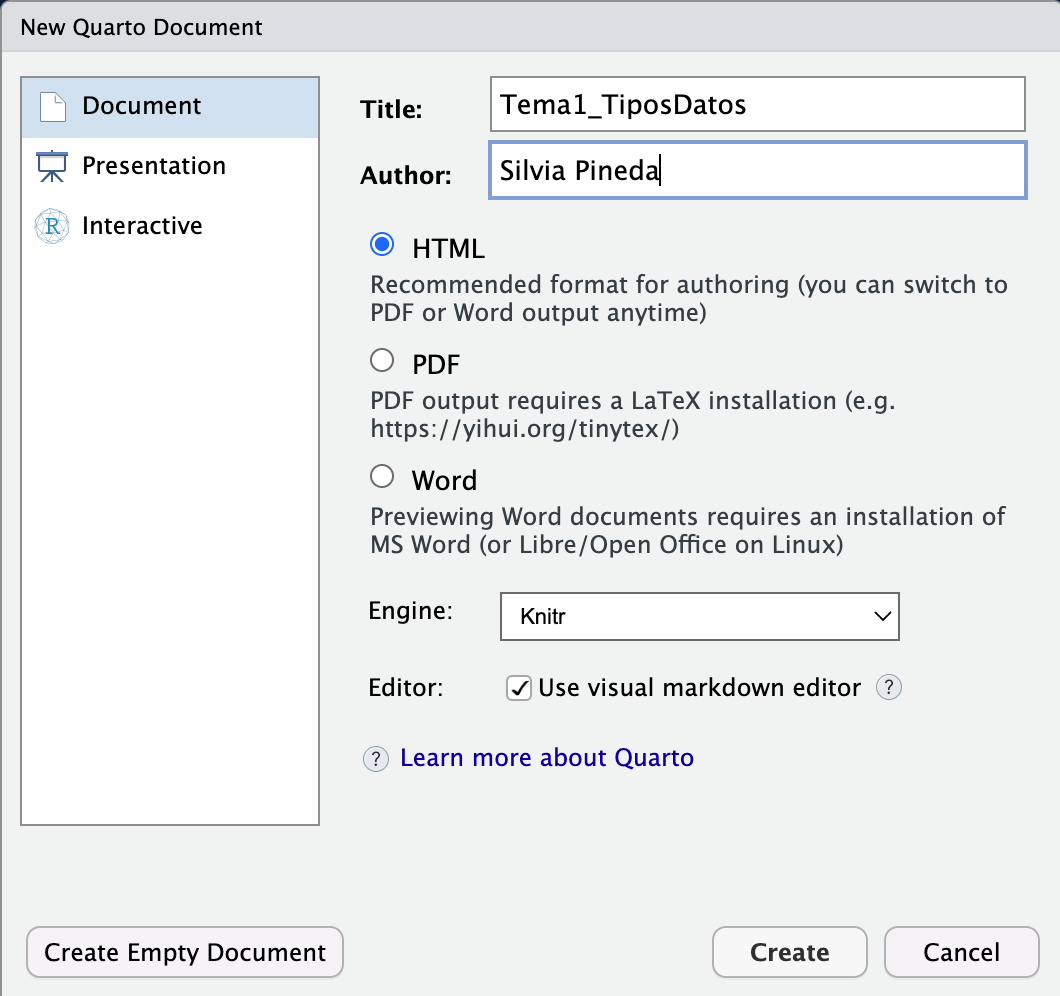 New Quarto Document
Document
Presentation
R Interactive
Title: Tema1_TiposDatos
Author: Silvia Pineda
HTML
Recommended format for authoring (you can switch to
PDF or Word output anytime)
PDF
PDF output requires a LaTeX installation (e.g.
https://yihui.org/tinytex/)
Word
Previewing Word documents requires an installation of
MS Word (or Libre/Open Office on Linux)
Engine: Knitr
Editor: Use visual markdown editor ?
? Learn more about Quarto
Create Empty Document Create Cancel